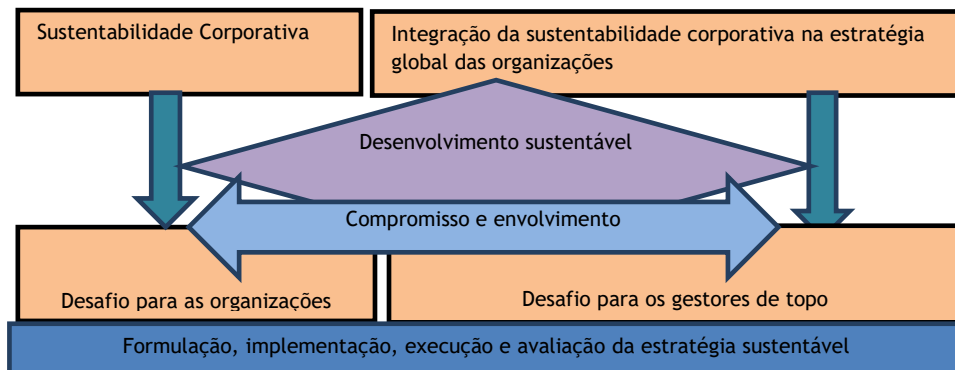 Sustentabilidade Corporativa
Integração da sustentabilidade corporativa na estratégia
global das organizações
Desenvolvimento sustentável
Compromisso e envolvimento
Desafio para as organizações
Desafio para os gestores de topo
Formulação, implementação, execução e avaliação da estratégia sustentável